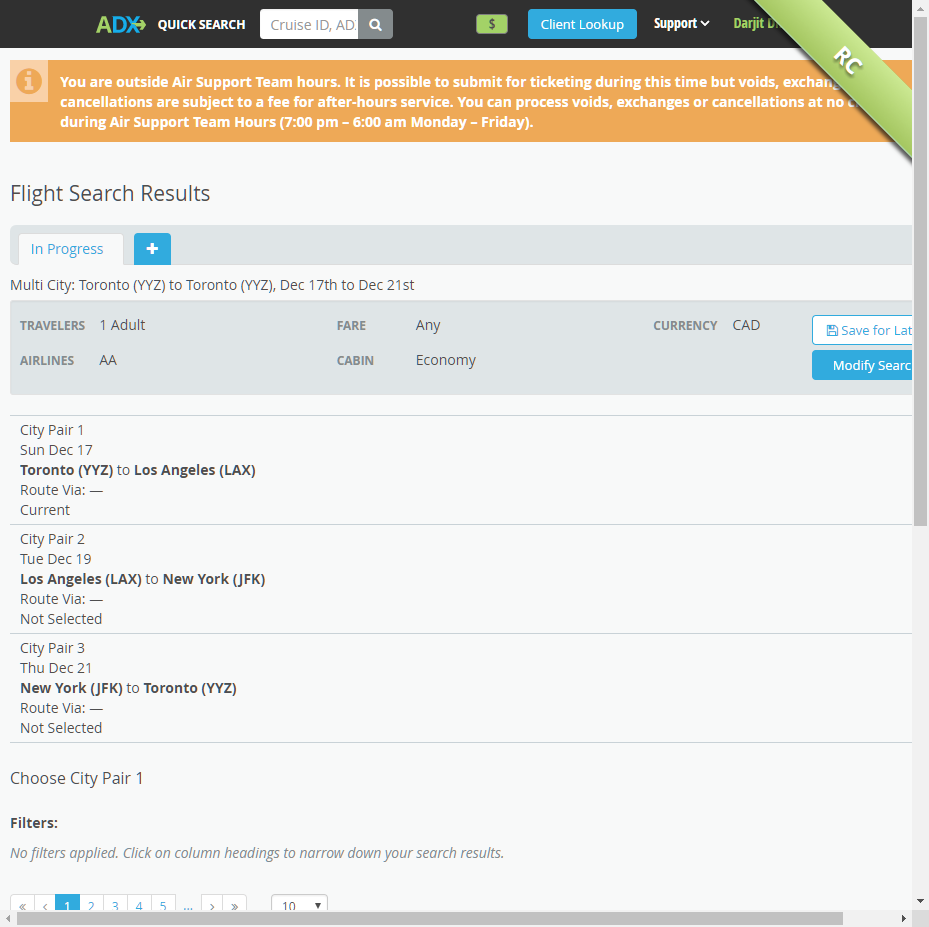 ADX QUICK SEARCH Cruise ID, AD $ Client Lookup Support Darjit
RC
You are outside Air Support Team hours. It is possible to submit for ticketing during this time but voids,
cancellations are subject to a fee for after-hours service. You can process voids, exchanges or cancellations at no
during Air Support Team Hours (7:00 pm – 6:00 am Monday – Friday).
Flight Search Results
In Progress +
Multi City: Toronto (YYZ) to Toronto (YYZ), Dec 17th to Dec 21st
TRAVELERS 1 Adult FARE Any CURRENCY CAD
Save for Lat
AIRLINES AA CABIN Economy
Modify Searc
City Pair 1
Sun Dec 17
Toronto (YYZ) to Los Angeles (LAX)
Route Via: —
Current
City Pair 2
Tue Dec 19
Los Angeles (LAX) to New York (JFK)
Route Via: —
Not Selected
City Pair 3
Thu Dec 21
New York (JFK) to Toronto (YYZ)
Route Via: —
Not Selected
Choose City Pair 1
Filters:
No filters applied. Click on column headings to narrow down your search results.
« ‹ 1 2 3 4 5 ... › » 10